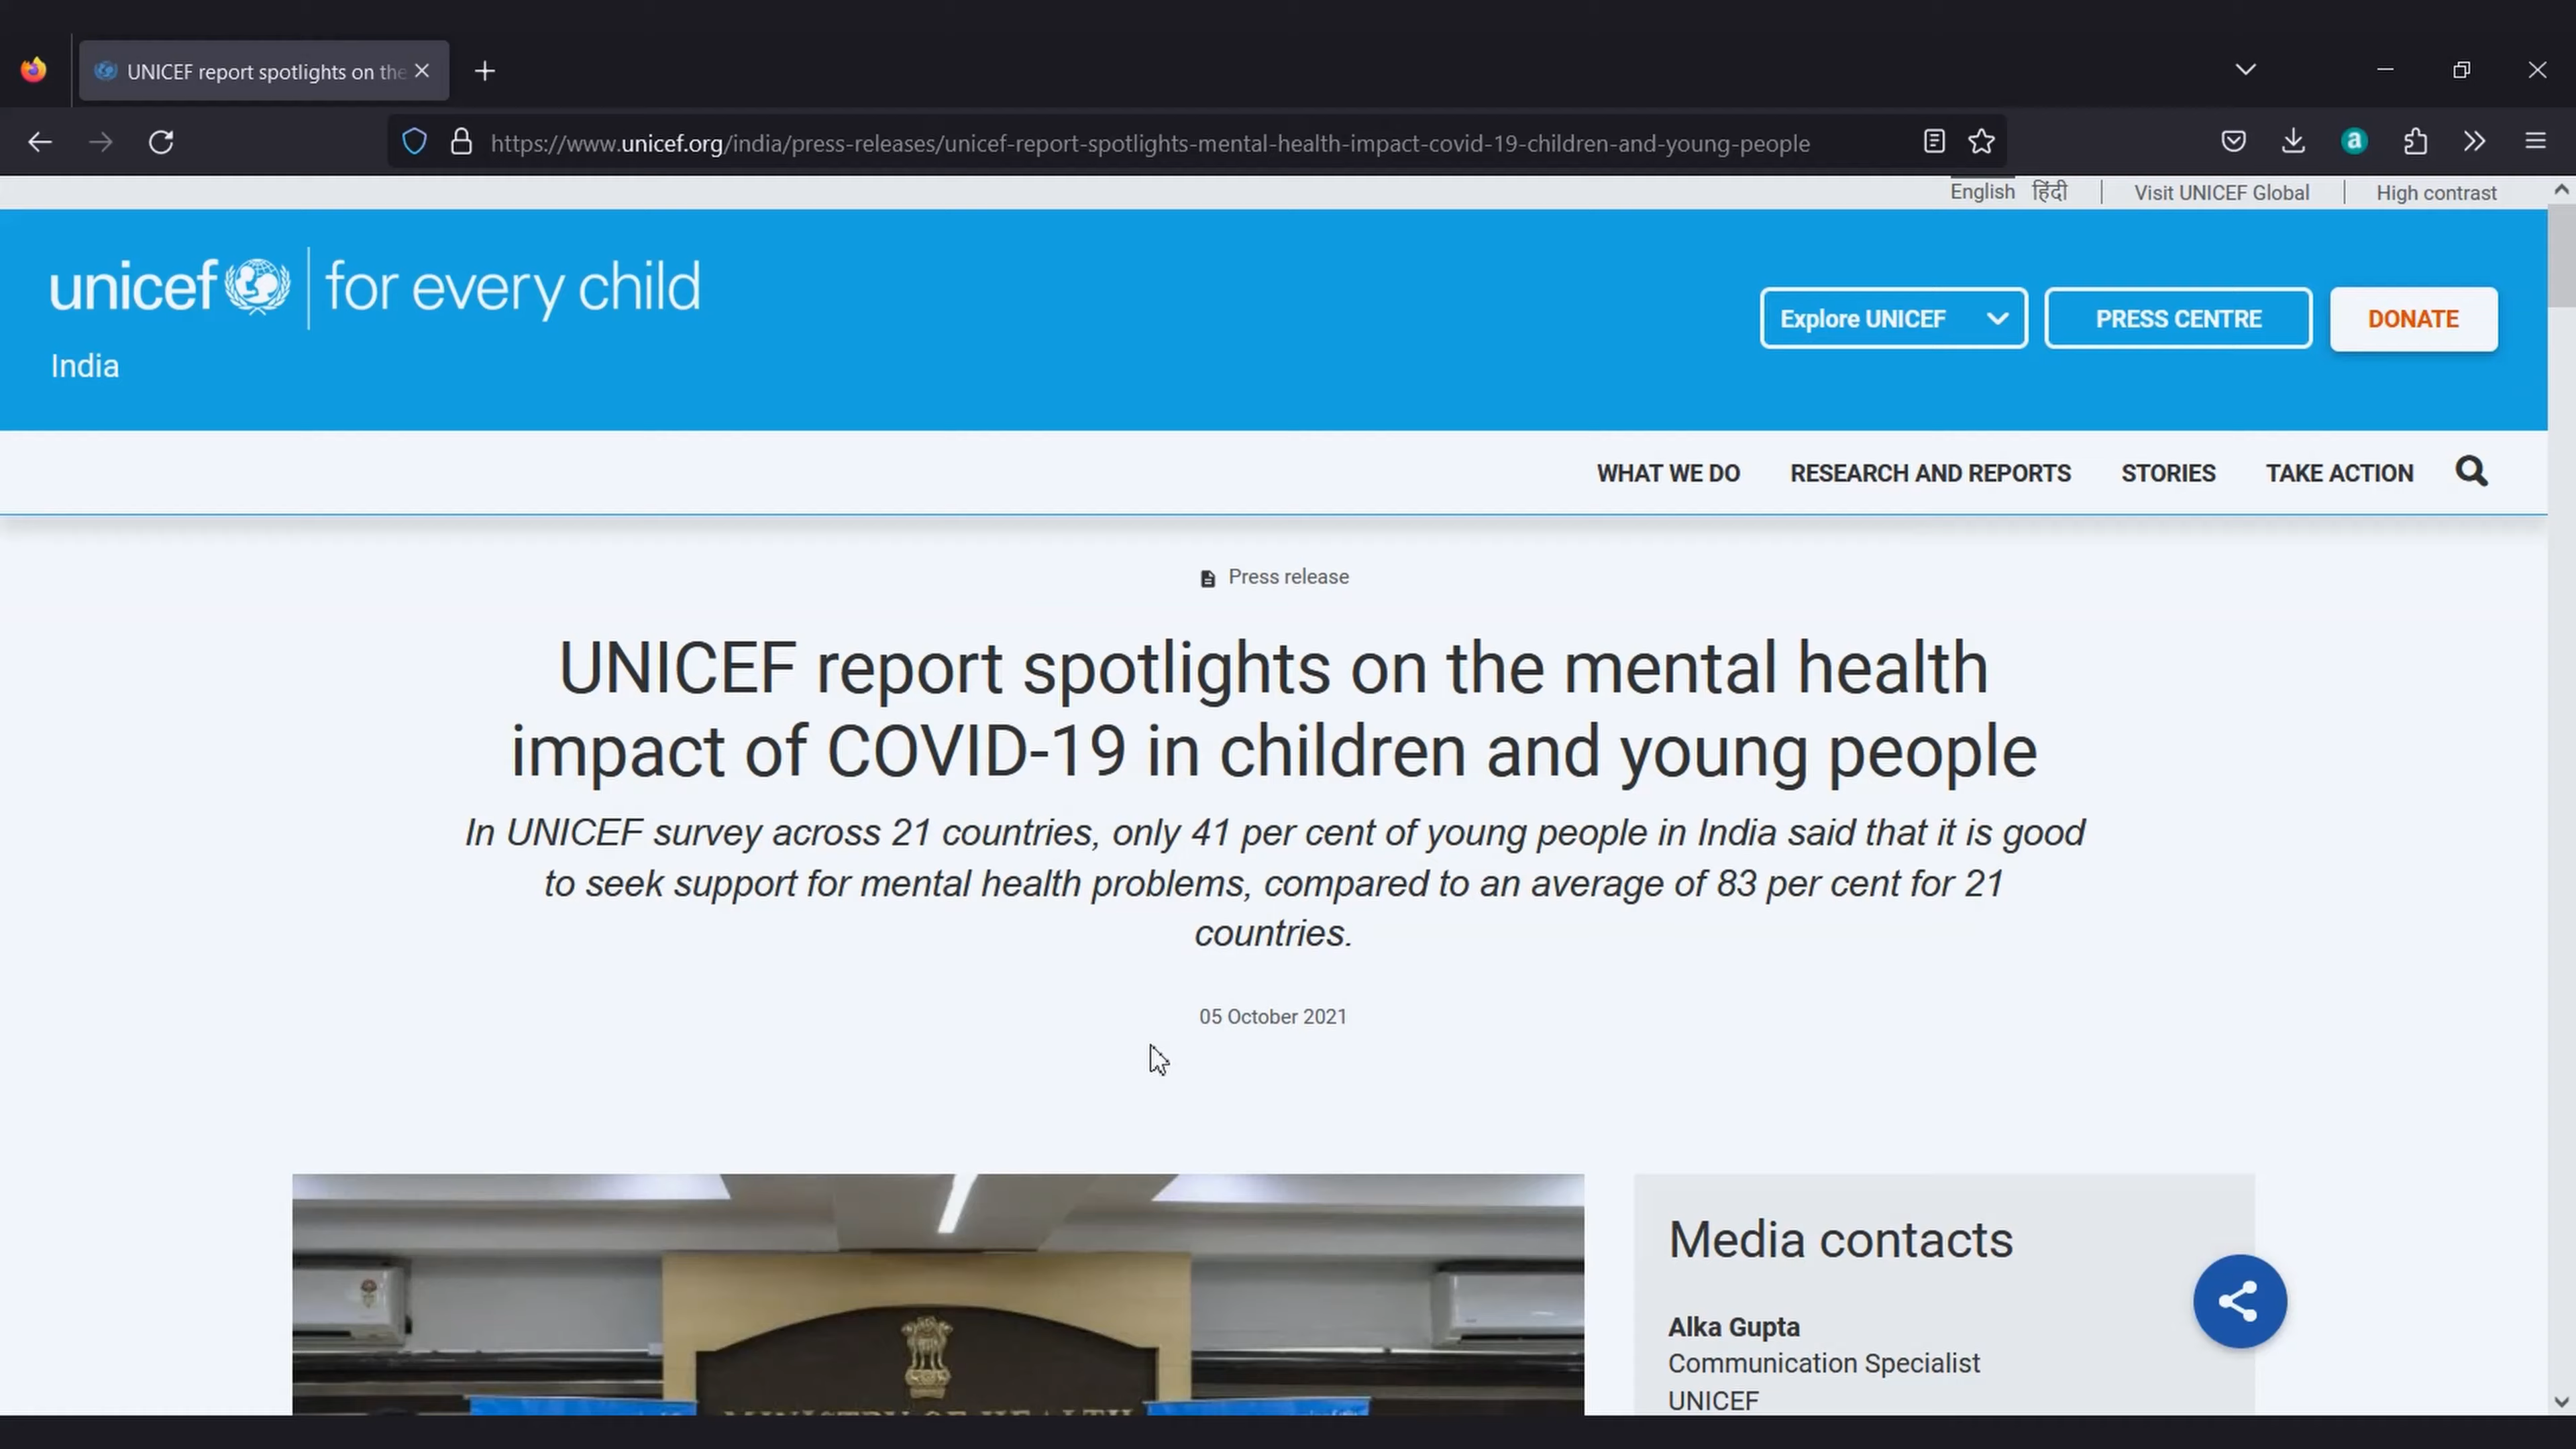 UNICEF report spotlights on the
https://www.unicef.org/india/press-releases/unicef-report-spotlights-mental-health-impact-covid-19-children-and-young-people
a
English हिंदी Visit UNICEF Global High contrast
unicef for every child
India
Explore UNICEF PRESS CENTRE DONATE
WHAT WE DO RESEARCH AND REPORTS STORIES TAKE ACTION
Press release
UNICEF report spotlights on the mental health
impact of COVID-19 in children and young people
In UNICEF survey across 21 countries, only 41 per cent of young people in India said that it is good
to seek support for mental health problems, compared to an average of 83 per cent for 21
countries.
05 October 2021
MINISTRY OF HEALTH
Media contacts
Alka Gupta
Communication Specialist
UNICEF